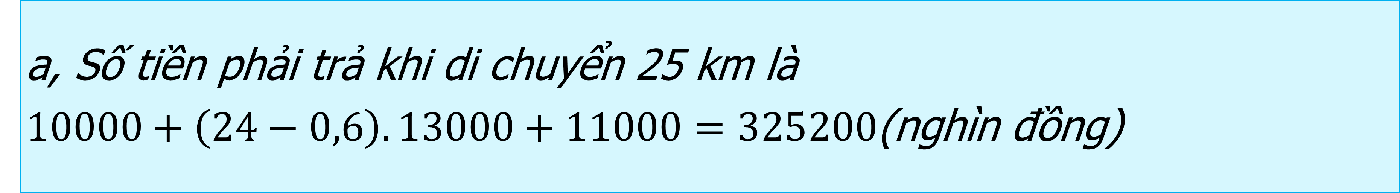 a, Số tiền phải trả khi di chuyển 25 km là
10000 + (24 − 0,6). 13000 + 11000 = 325200(nghìn đồng)